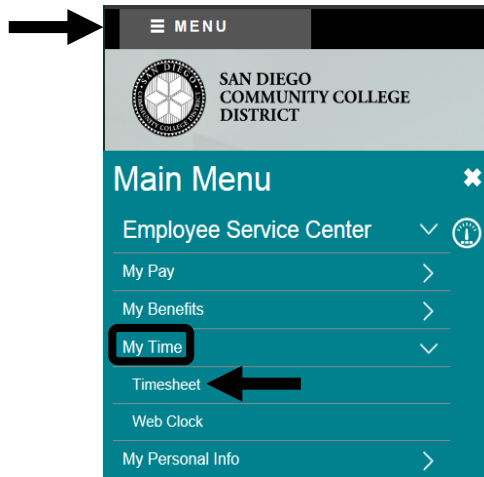 ☰ MENU
SAN DIEGO
COMMUNITY COLLEGE
DISTRICT
Main Menu
Employee Service Center
My Pay
My Benefits
My Time
Timesheet
Web Clock
My Personal Info